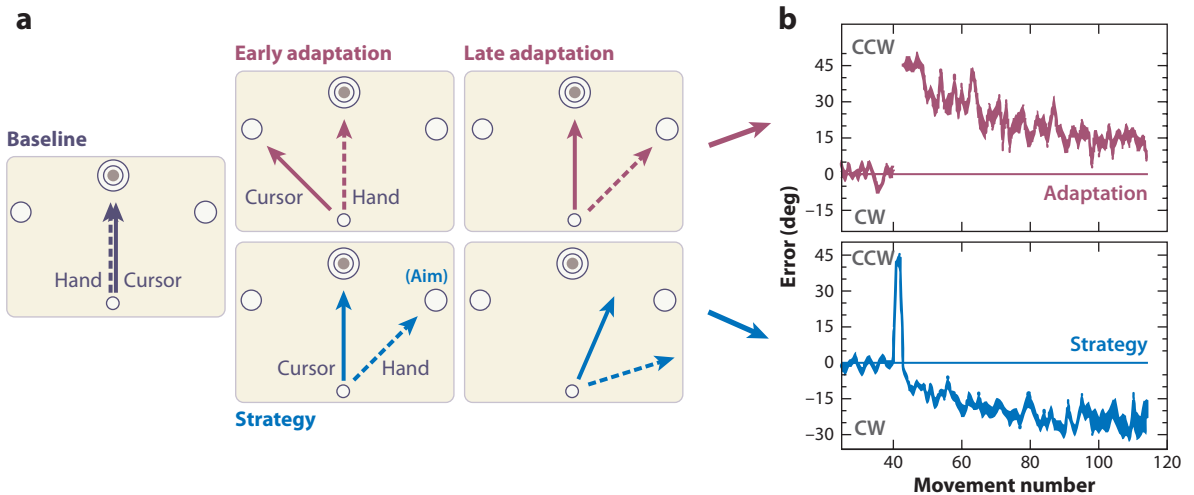 a
Baseline
Hand
Cursor
Early adaptation
Late adaptation
Cursor
Hand
(Aim)
Cursor
Hand
Strategy
b
Error (deg)
CCW
45
30
15
0
−15
CW
Adaptation
CCW
45
30
15
0
−15
−30
CW
Strategy
40
60
80
100
120
Movement number